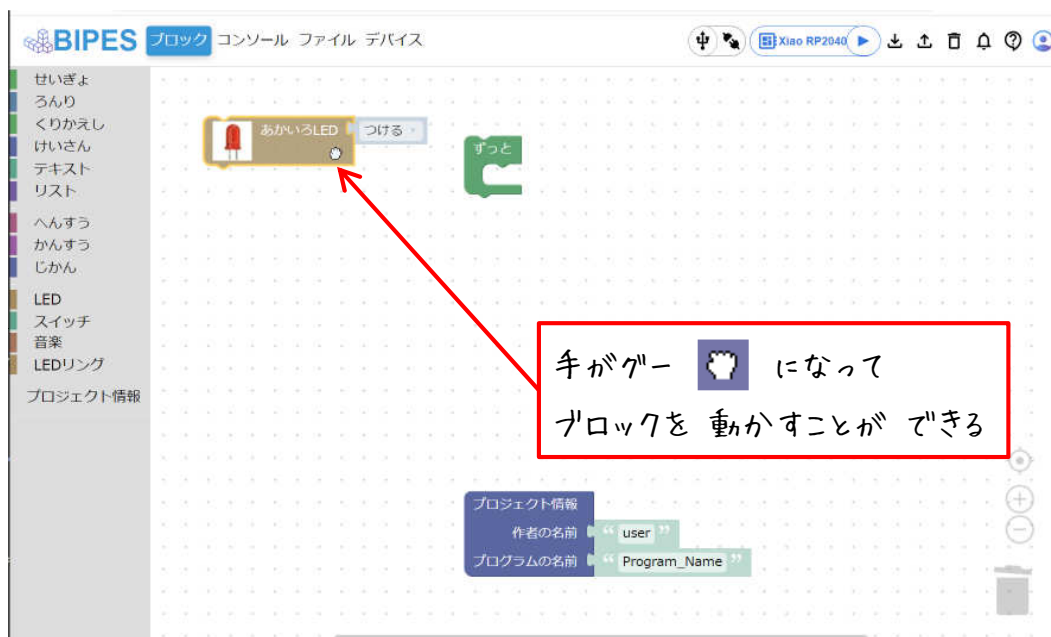 BIPES ブロック コンソール ファイル デバイス Xiao RP2040
せいぎょ
ろんり
くりかえし
けいさん
テキスト
リスト
へんすう
かんすう
じかん
LED
スイッチ
音楽
LEDリング
プロジェクト情報
あかいろLED つける
ずっと
手がグー になって
ブロックを 動かすことが できる
プロジェクト情報
作者の名前 “ user ”
プログラムの名前 “ Program_Name ”